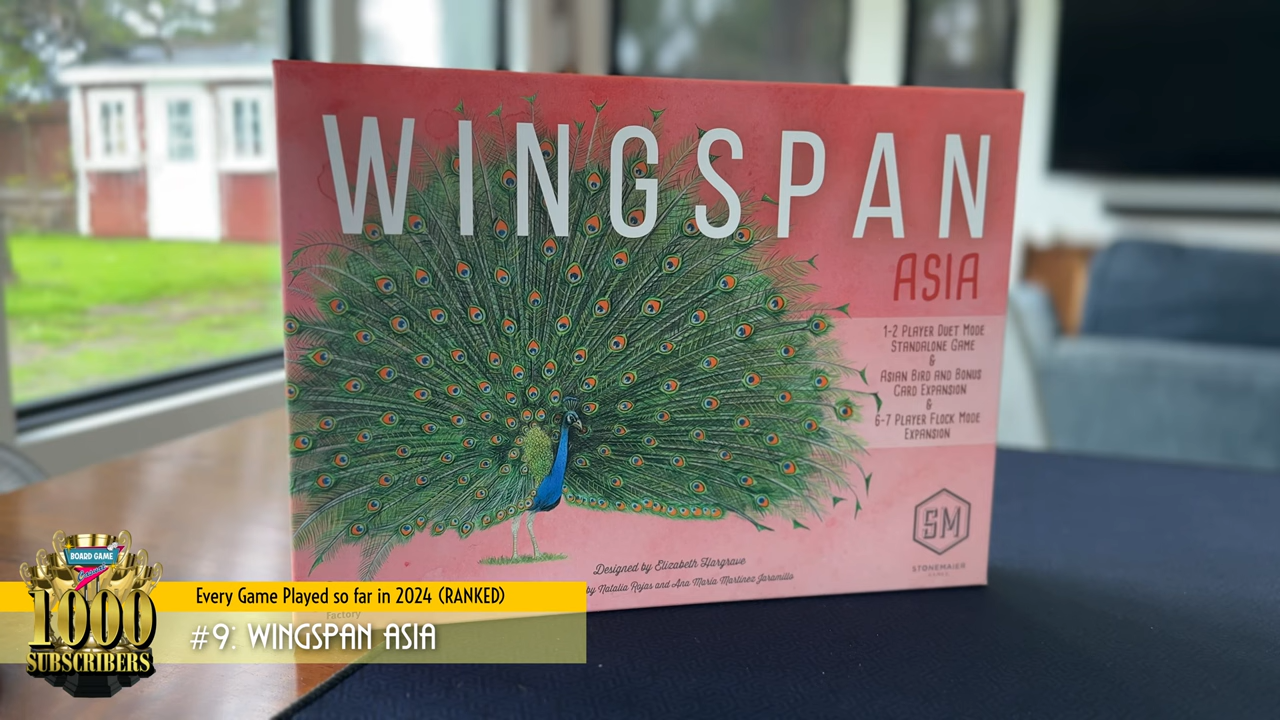 WINGSPAN
ASIA
1-2 PLAYER DUET MODE
STANDALONE GAME
&
ASIAN BIRD AND BONUS
CARD EXPANSION
&
6-7 PLAYER FLOCK MODE
EXPANSION
SM
STONEMAIER
GAMES
Designed by Elizabeth Hargrave
by Natalia Rojas and Ana Maria Martinez Jaramillo
BOARD GAME
1000
SUBSCRIBERS
Every Game Played so far in 2024 (RANKED)
Factory
#9: WINGSPAN ASIA